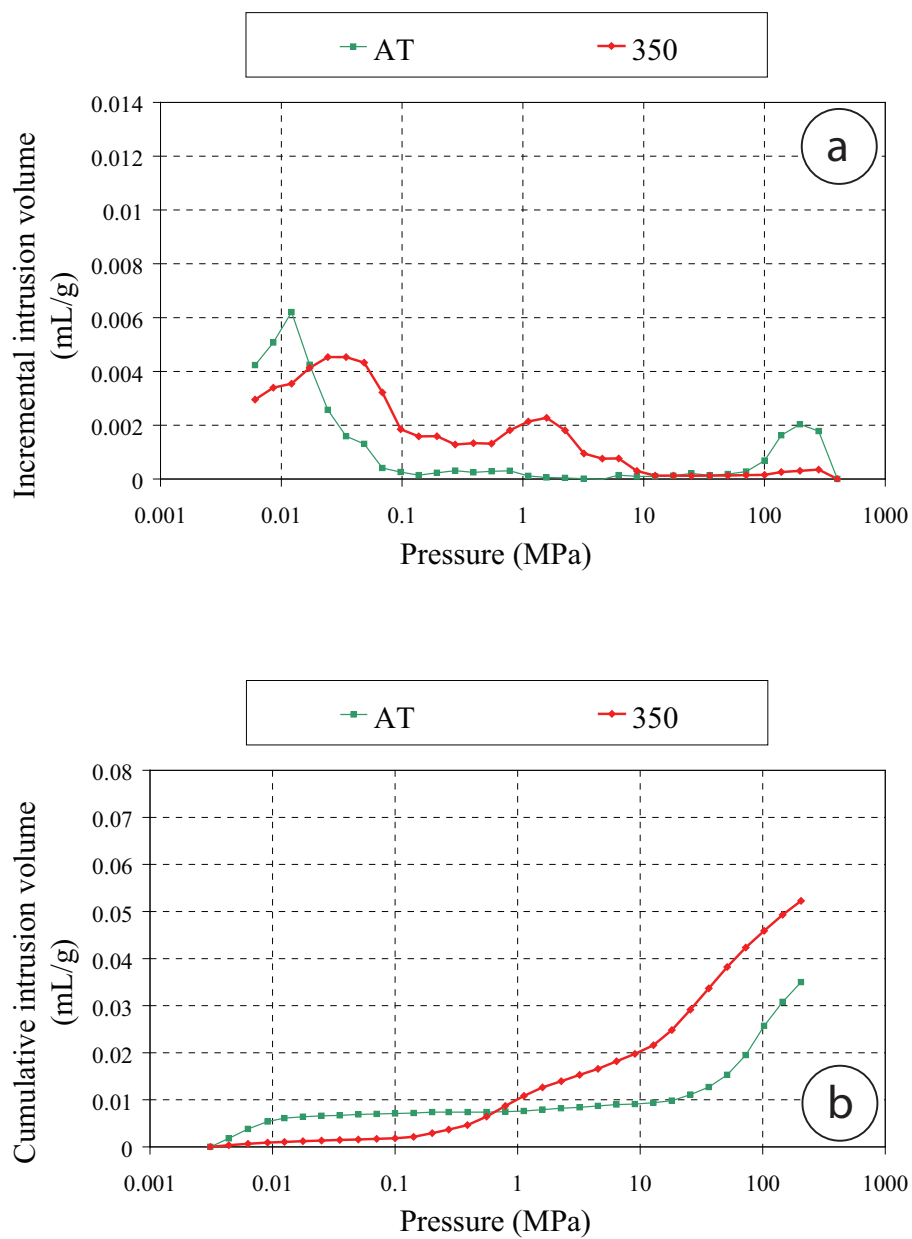 AT 350
0.014
0.012
0.01
0.008
0.006
0.004
0.002
0
a
Incremental intrusion volume
(mL/g)
0.001 0.01 0.1 1 10 100 1000
Pressure (MPa)
AT 350
0.08
0.07
0.06
0.05
0.04
0.03
0.02
0.01
0
b
Cumulative intrusion volume
(mL/g)
0.001 0.01 0.1 1 10 100 1000
Pressure (MPa)